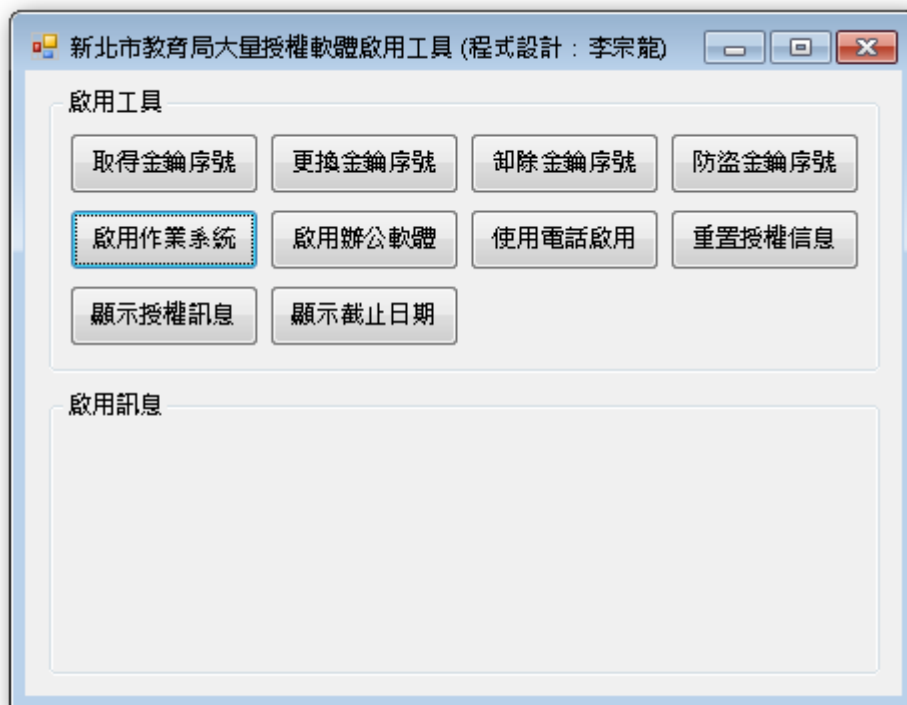 新北市教育局大量授權軟體啟用工具 (程式設計：李宗龍)
啟用工具
取得金鑰序號 更換金鑰序號 卸除金鑰序號 防盜金鑰序號
啟用作業系統 啟用辦公軟體 使用電話啟用 重置授權信息
顯示授權訊息 顯示截止日期
啟用訊息